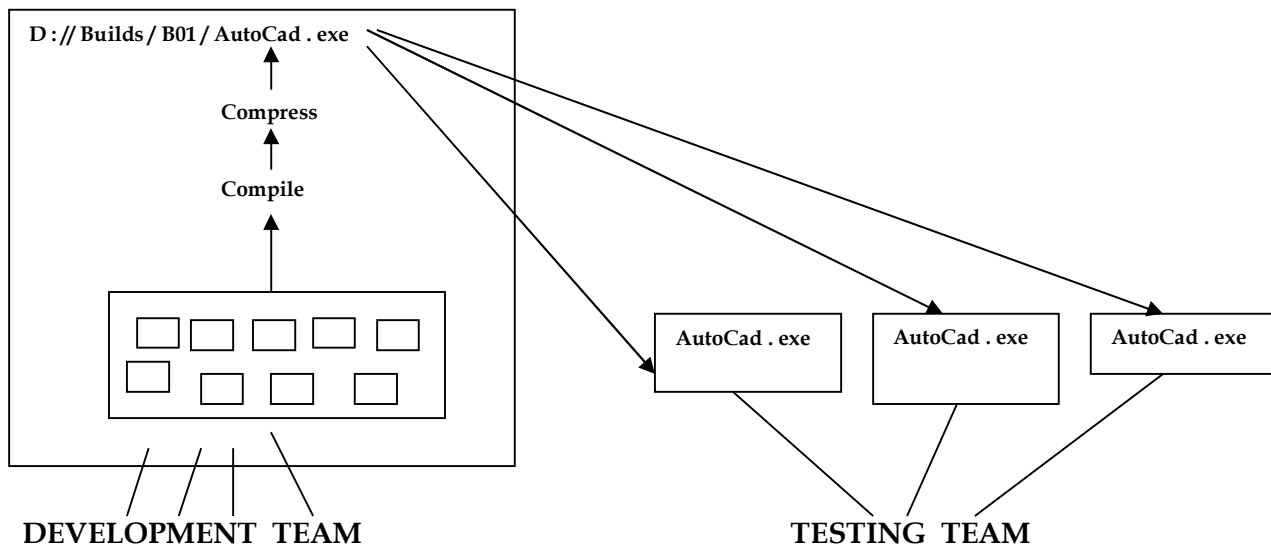 D : // Builds / B01 / AutoCad . exe
Compress
Compile
AutoCad . exe
AutoCad . exe
AutoCad . exe
DEVELOPMENT TEAM
TESTING TEAM